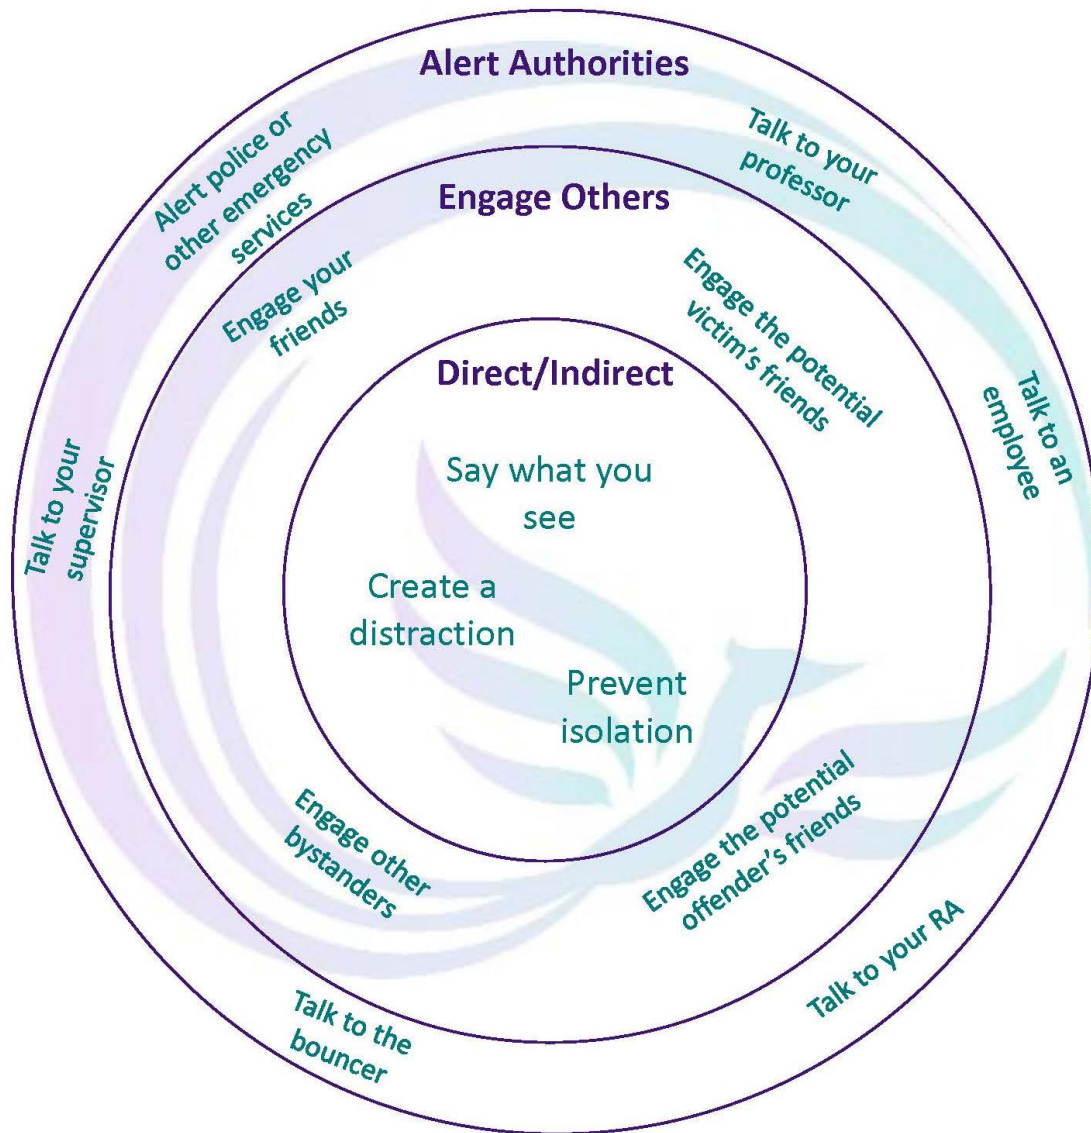 Alert Authorities
Alert police or
other emergency
services
Talk to your
professor
Talk to an
employee
Talk to your
supervisor
Talk to the
bouncer
Talk to your RA
Engage Others
Engage your
friends
Engage the potential
victim's friends
Engage other
bystanders
Engage the potential
offender's friends
Direct/Indirect
Say what you
see
Create a
distraction
Prevent
isolation